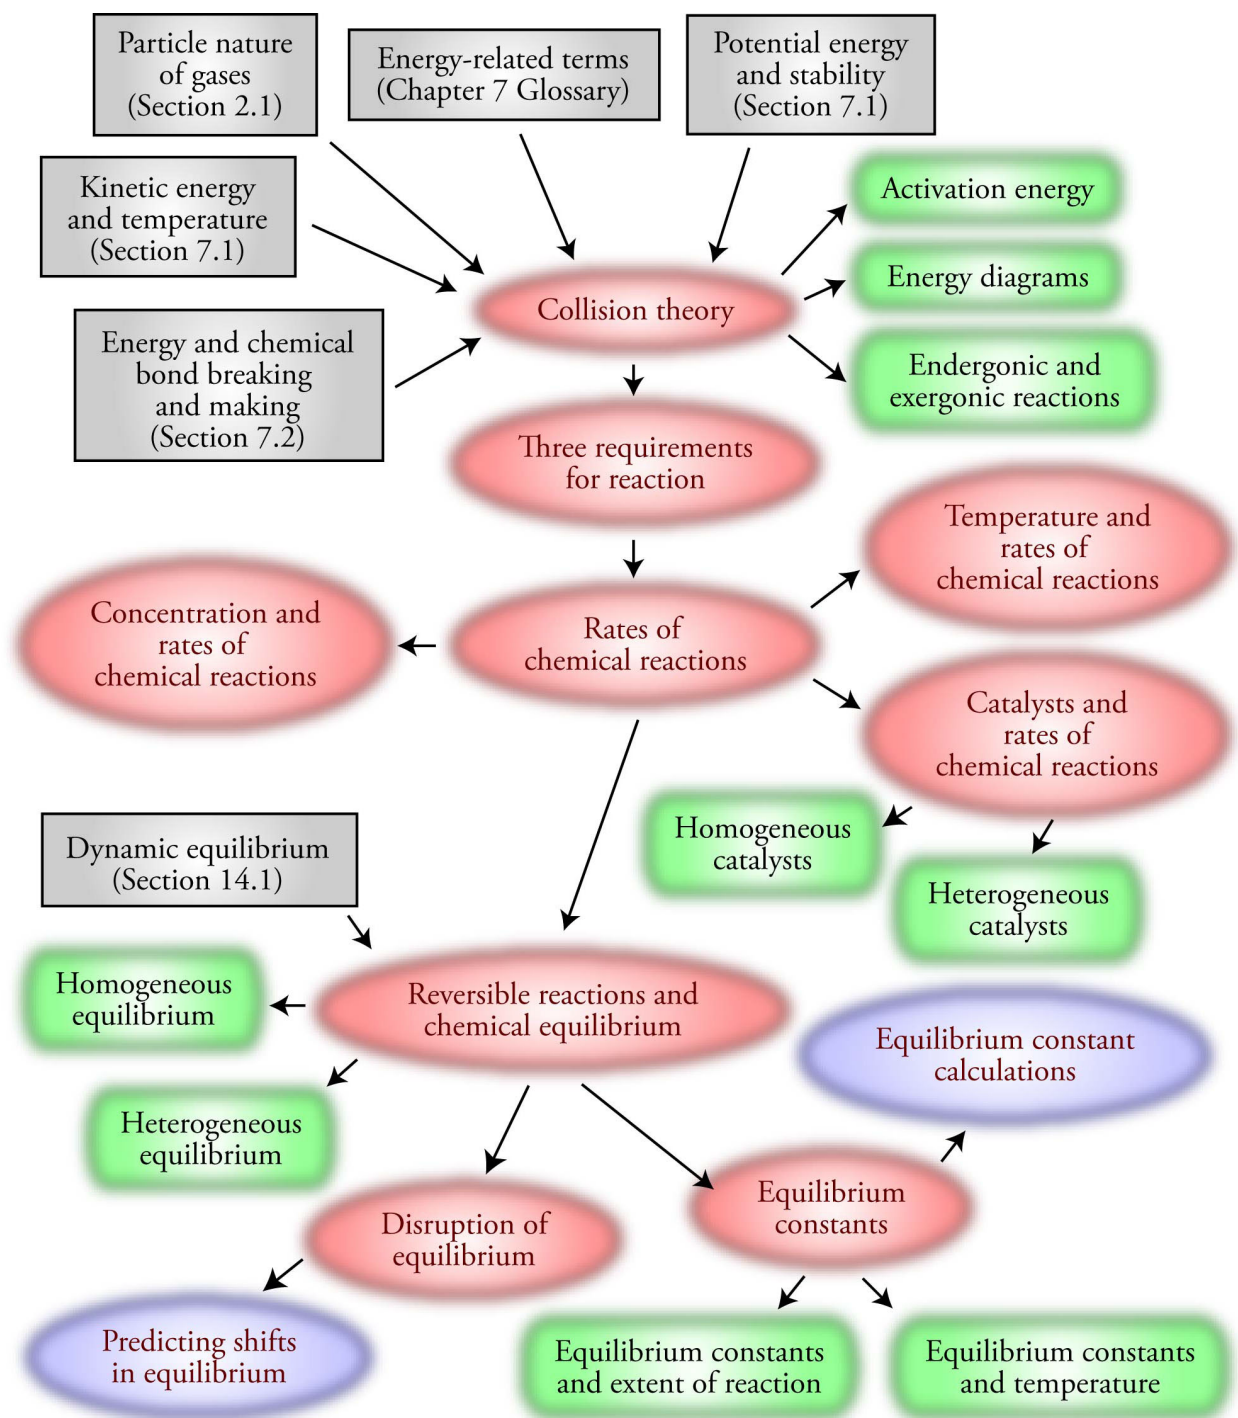 Particle nature
of gases
(Section 2.1)
Energy-related terms
(Chapter 7 Glossary)
Potential energy
and stability
(Section 7.1)
Kinetic energy
and temperature
(Section 7.1)
Activation energy
Energy diagrams
Collision theory
Energy and chemical
bond breaking
and making
(Section 7.2)
Endergonic and
exergonic reactions
Three requirements
for reaction
Temperature and
rates of
chemical reactions
Concentration and
rates of
chemical reactions
Rates of
chemical reactions
Catalysts and
rates of
chemical reactions
Homogeneous
catalysts
Heterogeneous
catalysts
Dynamic equilibrium
(Section 14.1)
Homogeneous
equilibrium
Reversible reactions and
chemical equilibrium
Equilibrium constant
calculations
Heterogeneous
equilibrium
Disruption of
equilibrium
Equilibrium
constants
Predicting shifts
in equilibrium
Equilibrium constants
and extent of reaction
Equilibrium constants
and temperature